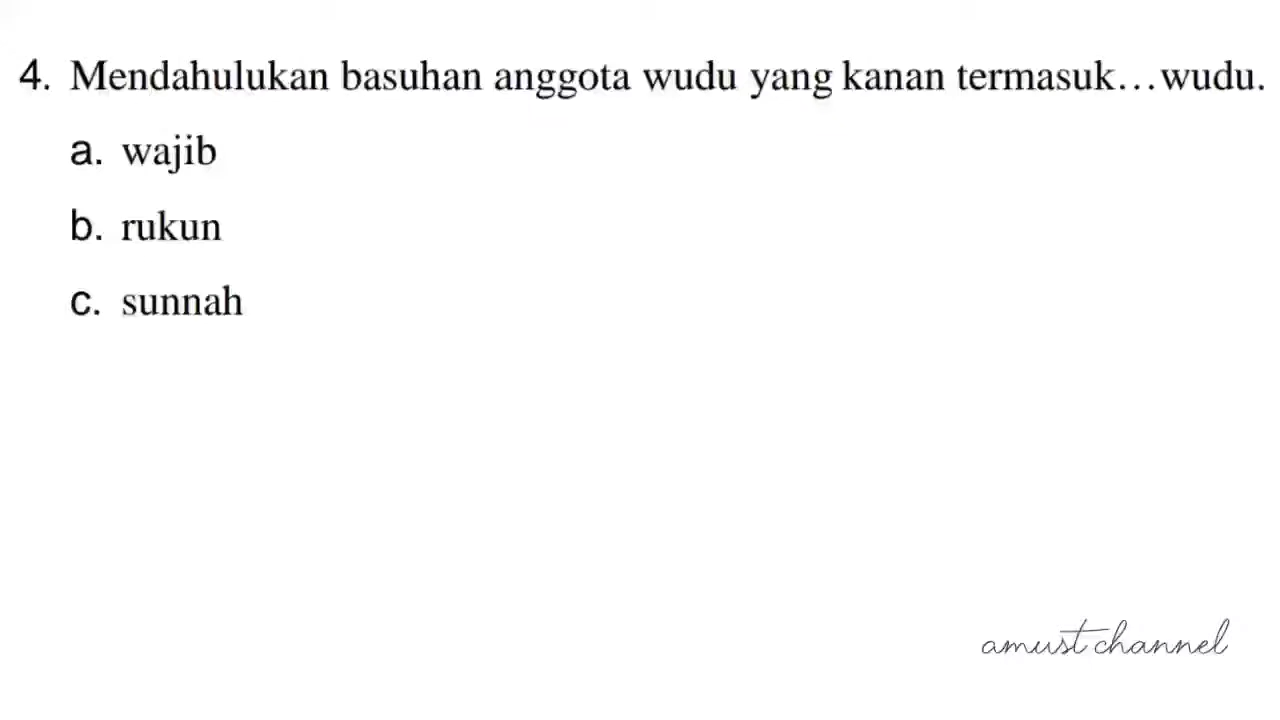 4. Mendahulukan basuhan anggota wudu yang kanan termasuk...wudu.
a. wajib
b. rukun
c. sunnah
amust channel